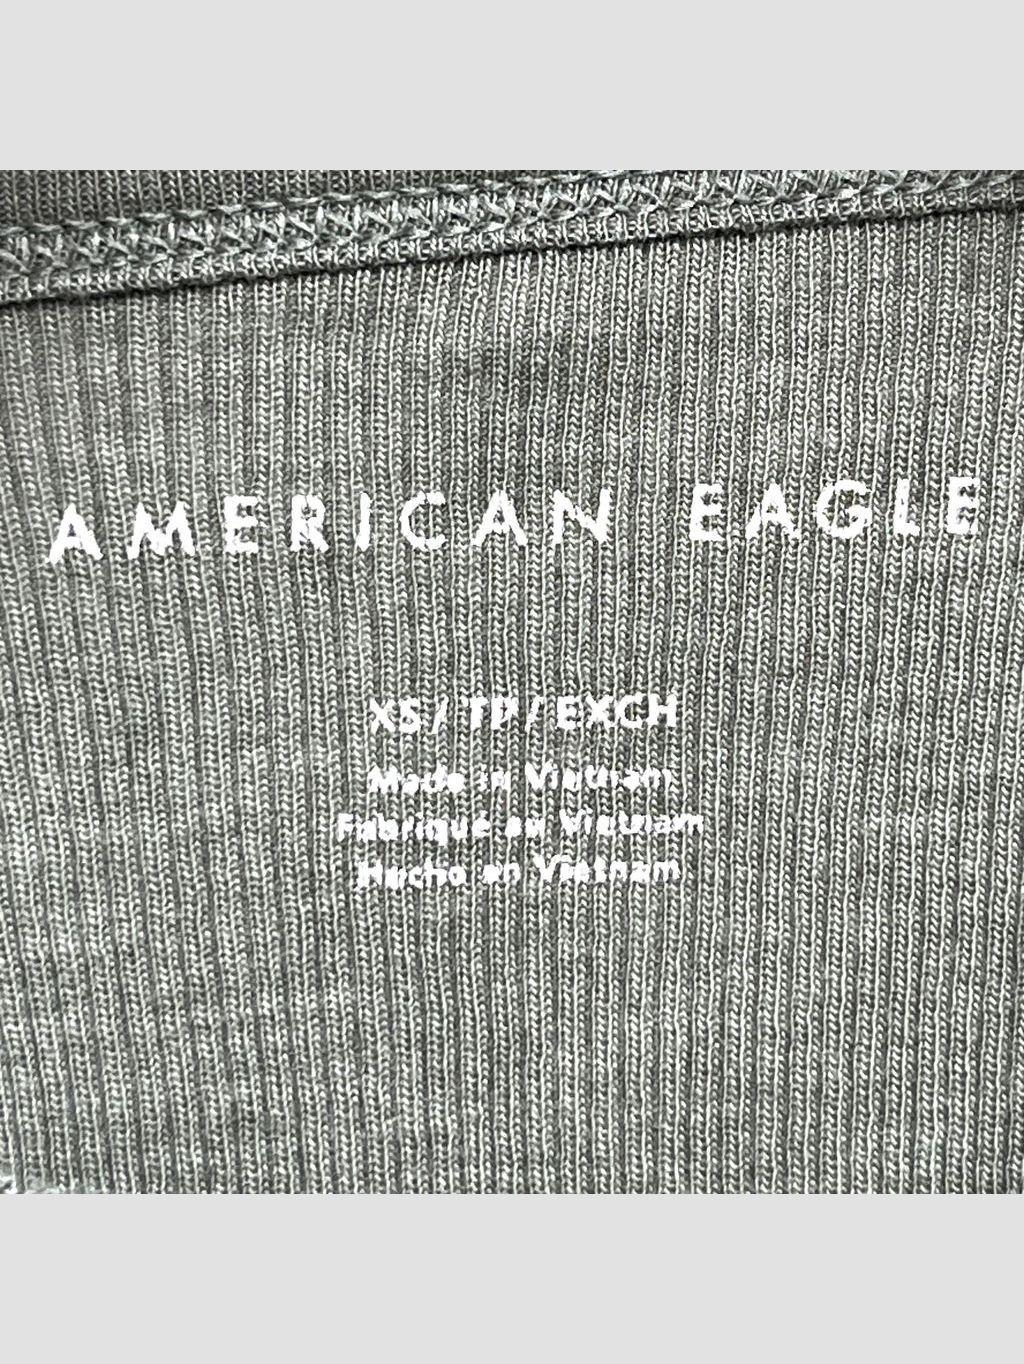 AMERICAN EAGLE
XS / TP / EXCH
Made in Vietnam
Fabriqué au Vietnam
Hecho en Vietnam